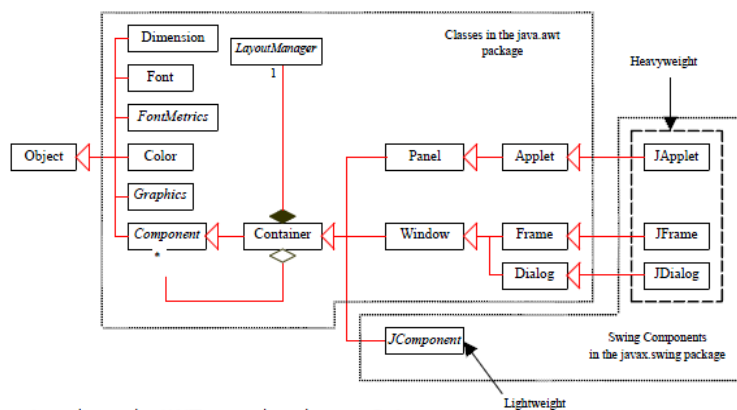 Dimension
LayoutManager
1
Classes in the java.awt
package
Font
Heavyweight
FontMetrics
Object
Color
Panel
Applet
JApplet
Graphics
Component
*
Container
Window
Frame
JFrame
Dialog
JDialog
JComponent
Swing Components
in the javax.swing package
Lightweight